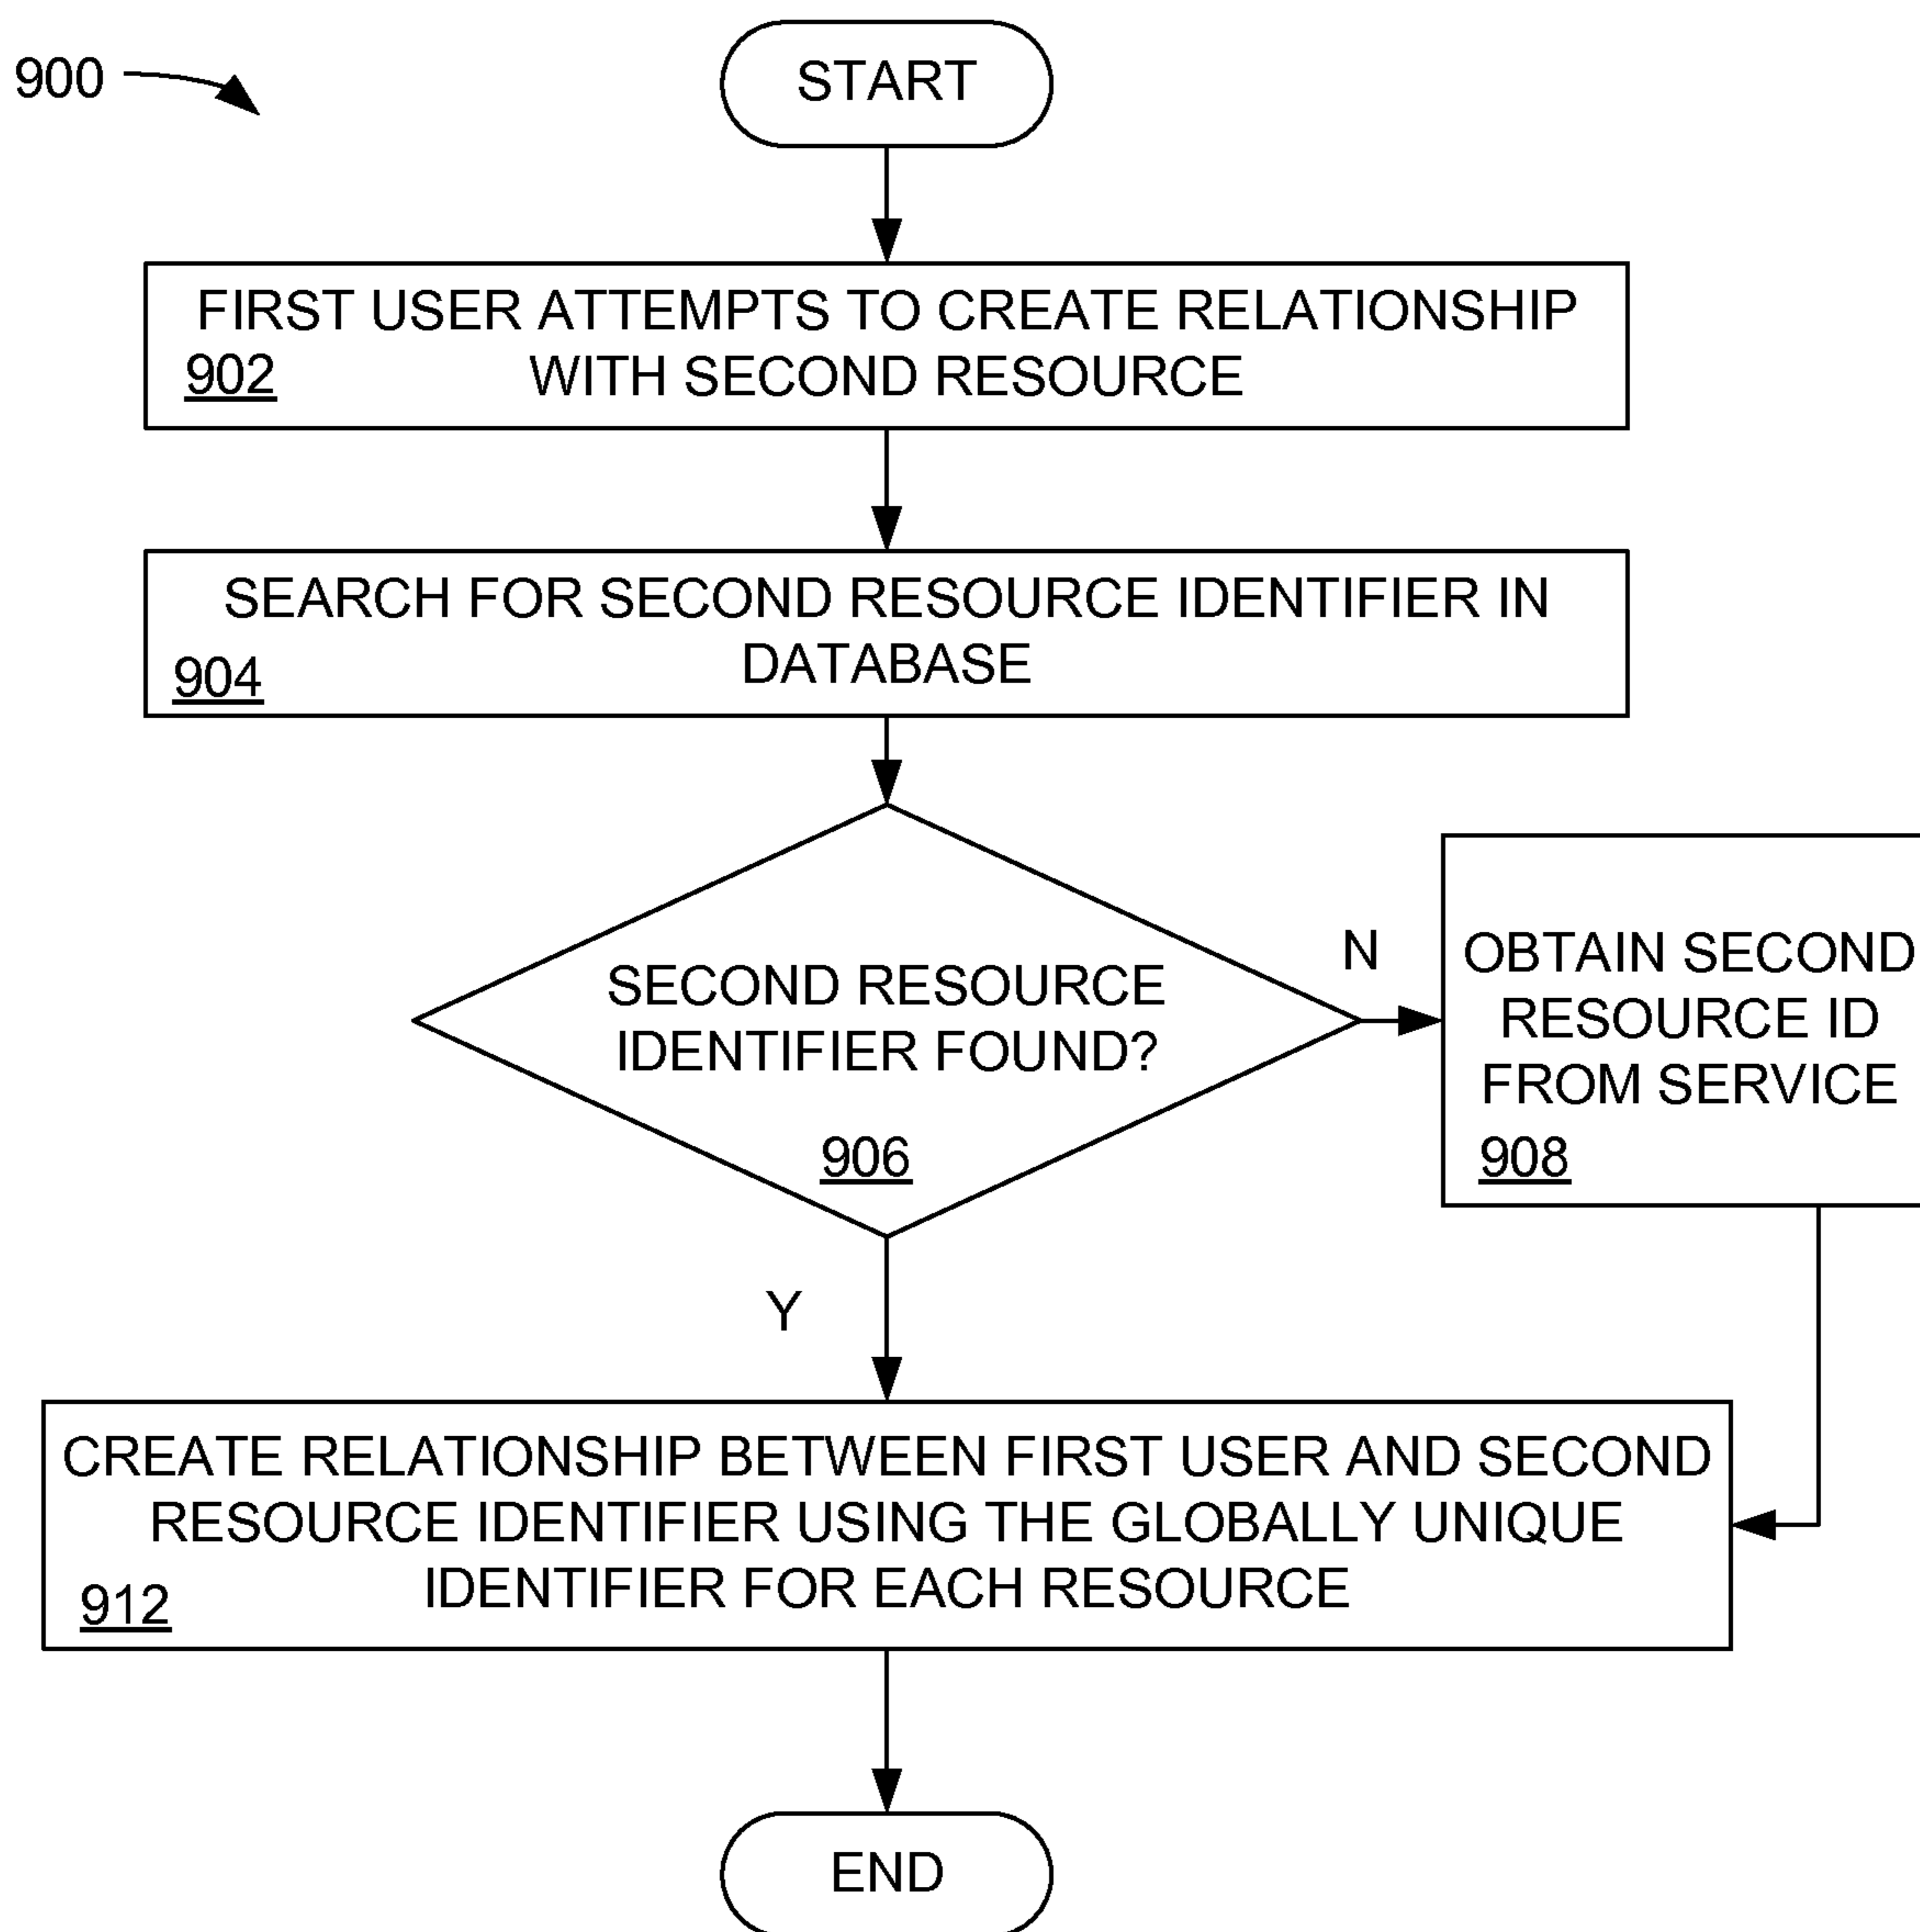 900
START
FIRST USER ATTEMPTS TO CREATE RELATIONSHIP
WITH SECOND RESOURCE
902
SEARCH FOR SECOND RESOURCE IDENTIFIER IN
DATABASE
904
SECOND RESOURCE
IDENTIFIER FOUND?
906
N
OBTAIN SECOND
RESOURCE ID
FROM SERVICE
908
Y
CREATE RELATIONSHIP BETWEEN FIRST USER AND SECOND
RESOURCE IDENTIFIER USING THE GLOBALLY UNIQUE
IDENTIFIER FOR EACH RESOURCE
912
END